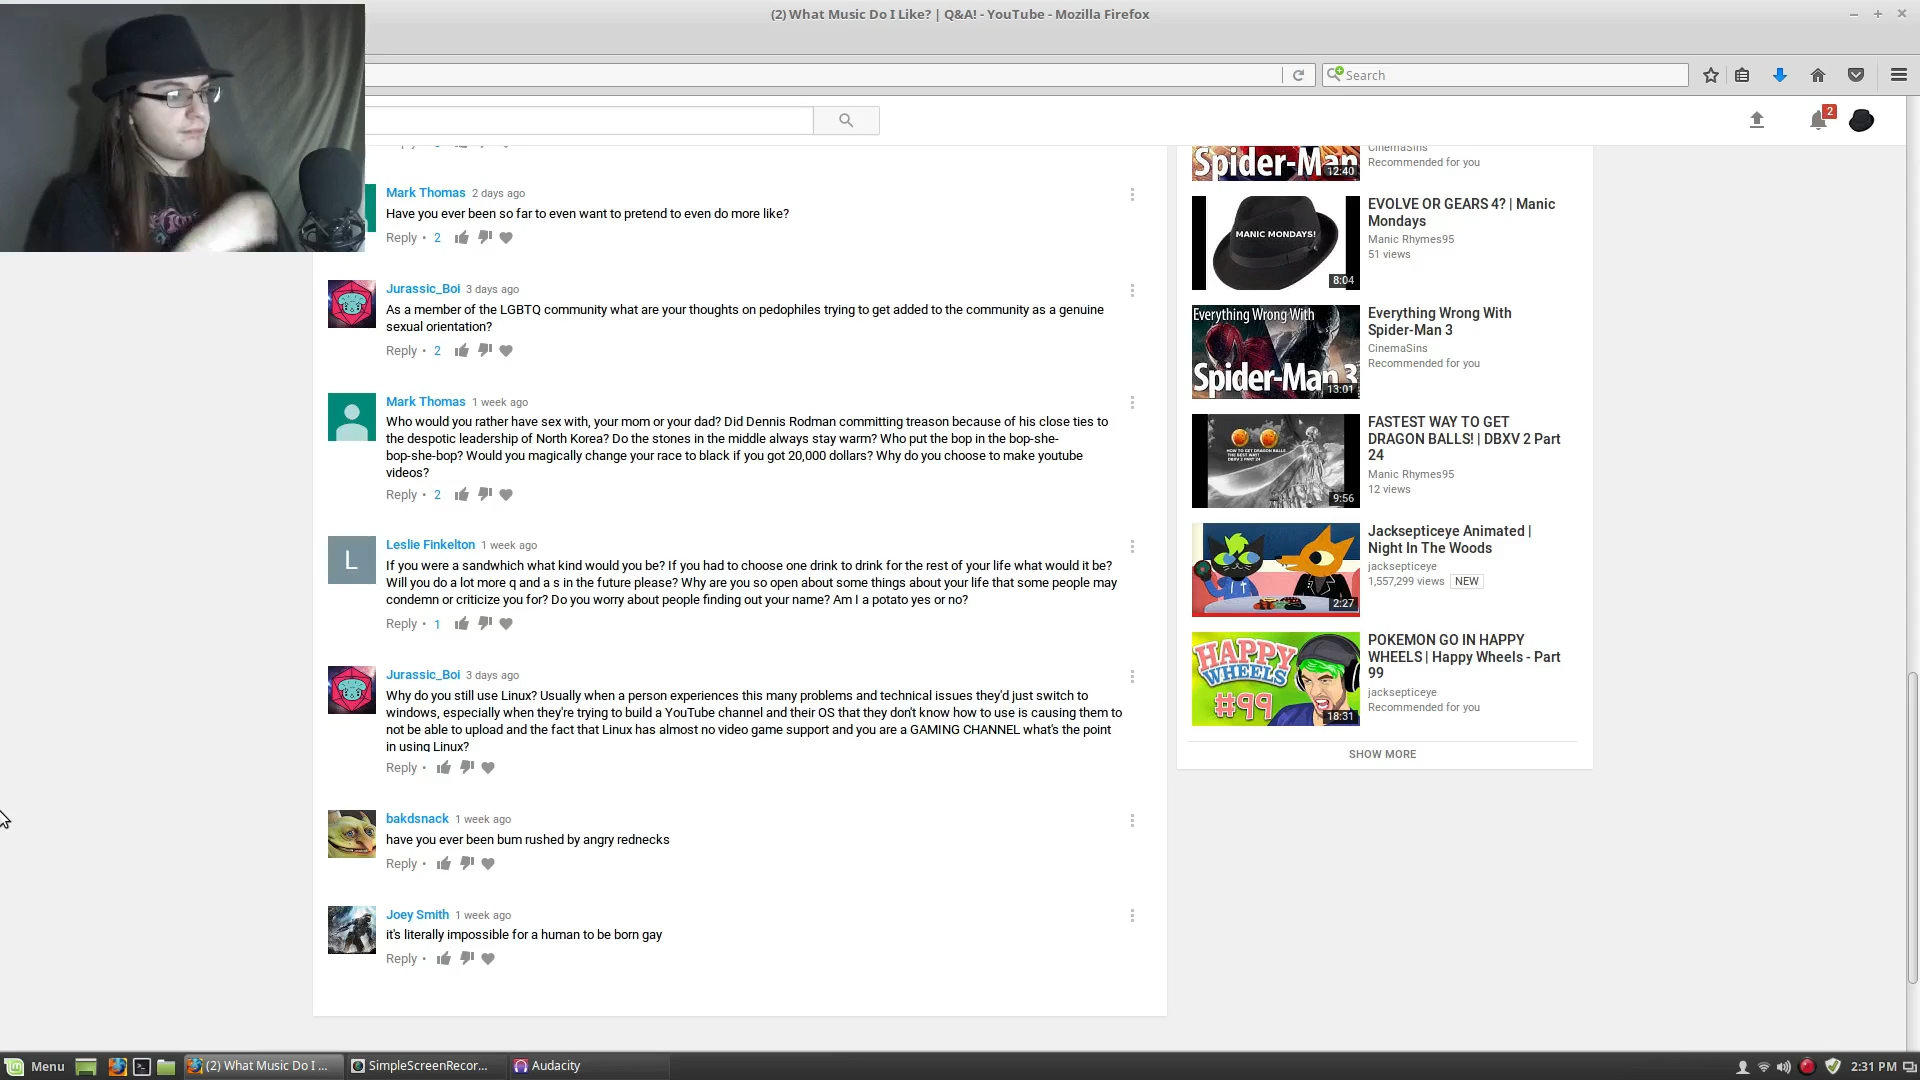 (2) What Music Do I Like? | Q&A! - YouTube - Mozilla Firefox
Search
2
Mark Thomas 2 days ago
Have you ever been so far to even want to pretend to even do more like?
Reply • 2
Jurassic_Boi 3 days ago
As a member of the LGBTQ community what are your thoughts on pedophiles trying to get added to the community as a genuine
sexual orientation?
Reply • 2
Mark Thomas 1 week ago
Who would you rather have sex with, your mom or your dad? Did Dennis Rodman committing treason because of his close ties to
the despotic leadership of North Korea? Do the stones in the middle always stay warm? Who put the bop in the bop-she-
bop-she-bop? Would you magically change your race to black if you got 20,000 dollars? Why do you choose to make youtube
videos?
Reply • 2
L
Leslie Finkelton 1 week ago
If you were a sandwhich what kind would you be? If you had to choose one drink to drink for the rest of your life what would it be?
Will you do a lot more q and a s in the future please? Why are you so open about some things about your life that some people may
condemn or criticize you for? Do you worry about people finding out your name? Am I a potato yes or no?
Reply • 1
Jurassic_Boi 3 days ago
Why do you still use Linux? Usually when a person experiences this many problems and technical issues they'd just switch to
windows, especially when they're trying to build a YouTube channel and their OS that they don't know how to use is causing them to
not be able to upload and the fact that Linux has almost no video game support and you are a GAMING CHANNEL what's the point
in using Linux?
Reply •
bakdsnack 1 week ago
have you ever been bum rushed by angry rednecks
Reply •
Joey Smith 1 week ago
it's literally impossible for a human to be born gay
Reply •
Spider-Man
12:40
CinemaSins
Recommended for you
MANIC MONDAYS!
8:04
EVOLVE OR GEARS 4? | Manic
Mondays
Manic Rhymes95
51 views
Everything Wrong With
Spider-Man 3
13:01
Everything Wrong With
Spider-Man 3
CinemaSins
Recommended for you
HOW TO GET DRAGON BALLS
THE BEST WAY!
DBXV 2 PART 24
9:56
FASTEST WAY TO GET
DRAGON BALLS! | DBXV 2 Part
24
Manic Rhymes95
12 views
2:27
Jacksepticeye Animated |
Night In The Woods
jacksepticeye
1,557,299 views NEW
HAPPY
WHEELS
#99
18:31
POKEMON GO IN HAPPY
WHEELS | Happy Wheels - Part
99
jacksepticeye
Recommended for you
SHOW MORE
Menu
(2) What Music Do I ...
SimpleScreenRecor...
Audacity
2:31 PM